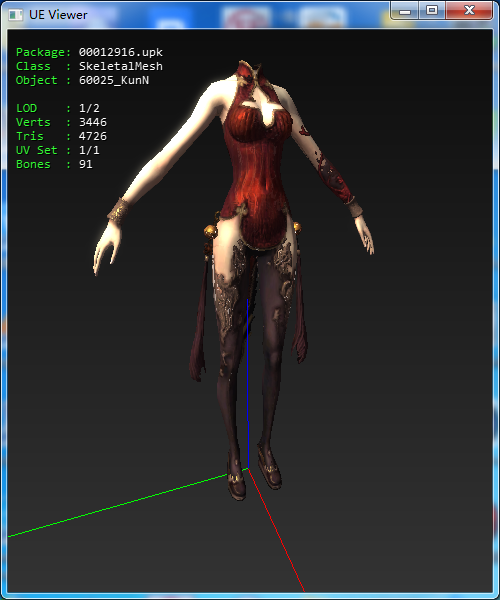 UE Viewer
Package: 00012916.upk
Class : SkeletalMesh
Object : 60025_KunN
LOD : 1/2
Verts : 3446
Tris : 4726
UV Set : 1/1
Bones : 91